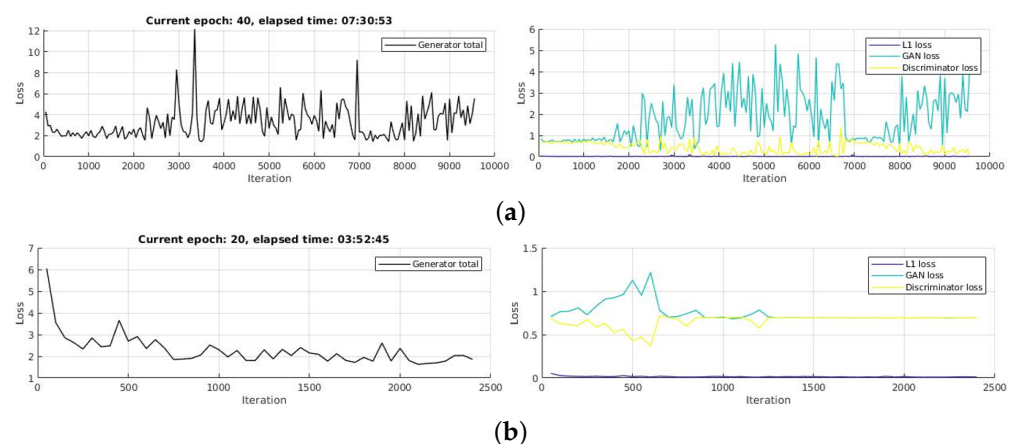 Current epoch: 40, elapsed time: 07:30:53
12
10
8
6
4
2
0
Loss
Generator total
0 1000 2000 3000 4000 5000 6000 7000 8000 9000 10000
Iteration
6
5
4
3
2
1
0
Loss
L1 loss
GAN loss
Discriminator loss
0 1000 2000 3000 4000 5000 6000 7000 8000 9000 10000
Iteration
(a)
Current epoch: 20, elapsed time: 03:52:45
7
6
5
4
3
2
1
Loss
Generator total
0 500 1000 1500 2000 2500
Iteration
1.5
1
0.5
0
Loss
L1 loss
GAN loss
Discriminator loss
0 500 1000 1500 2000 2500
Iteration
(b)